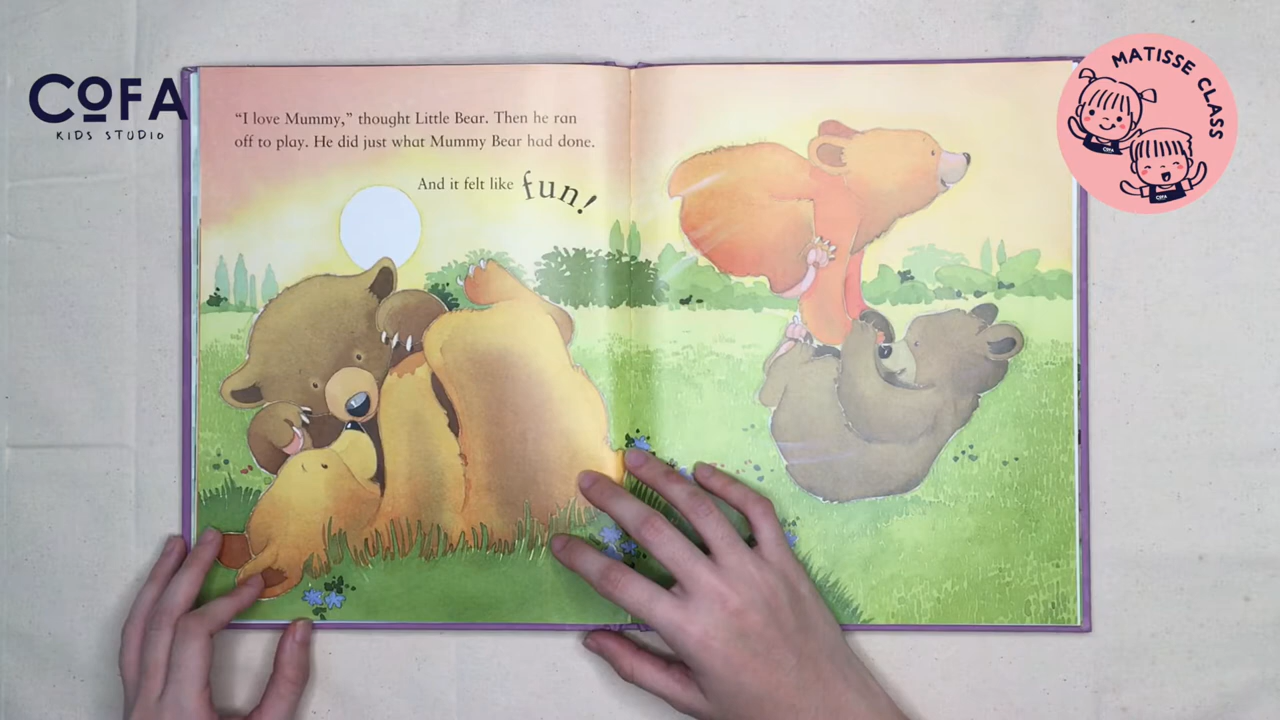 COFA
KIDS STUDIO
MATISSE CLASS
“I love Mummy,” thought Little Bear. Then he ran
off to play. He did just what Mummy Bear had done.
And it felt like fun!